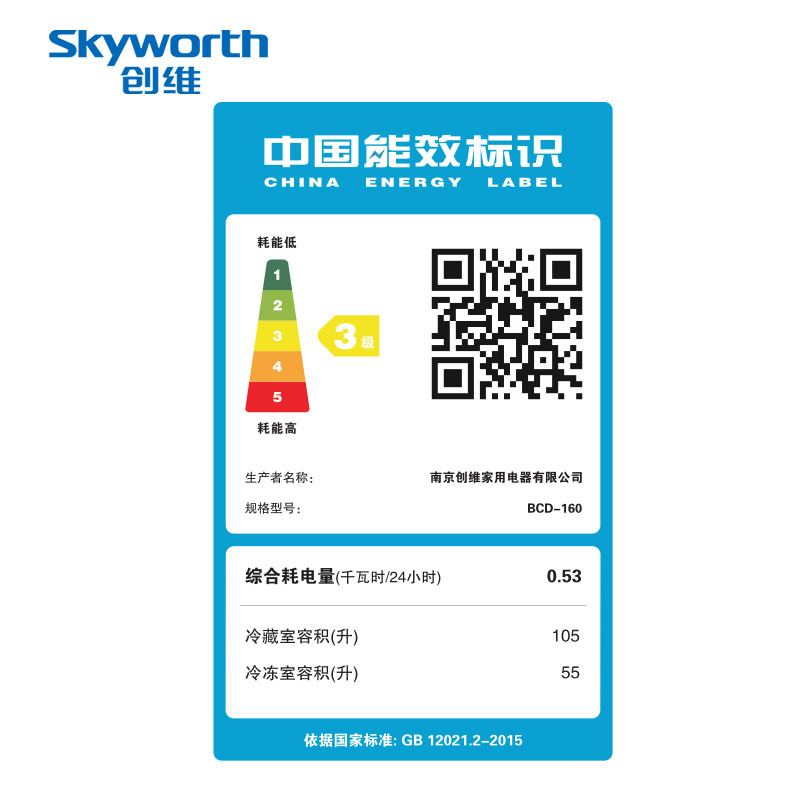 Skyworth
创维
中国能效标识
CHINA ENERGY LABEL
耗能低
1
2
3
4
5
3级
耗能高
生产者名称: 南京创维家用电器有限公司
规格型号: BCD-160
综合耗电量(千瓦时/24小时) 0.53
冷藏室容积(升) 105
冷冻室容积(升) 55
依据国家标准: GB 12021.2-2015